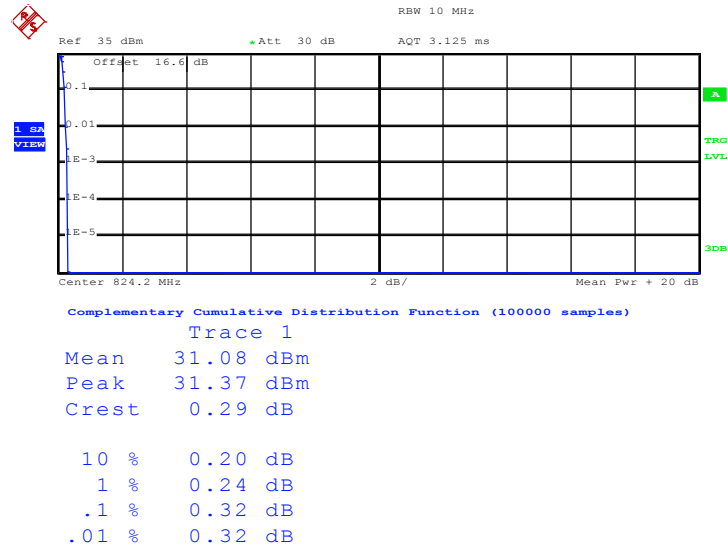 RBW 10 MHz
Ref 35 dBm *Att 30 dB AQT 3.125 ms
Offset 16.6 dB
0.1
A
0.01
1 SA
VIEW
TRG
LVL
1E-3
1E-4
1E-5
3DB
Center 824.2 MHz 2 dB/ Mean Pwr + 20 dB
Complementary Cumulative Distribution Function (100000 samples)
Trace 1
Mean 31.08 dBm
Peak 31.37 dBm
Crest 0.29 dB
10 % 0.20 dB
1 % 0.24 dB
.1 % 0.32 dB
.01 % 0.32 dB